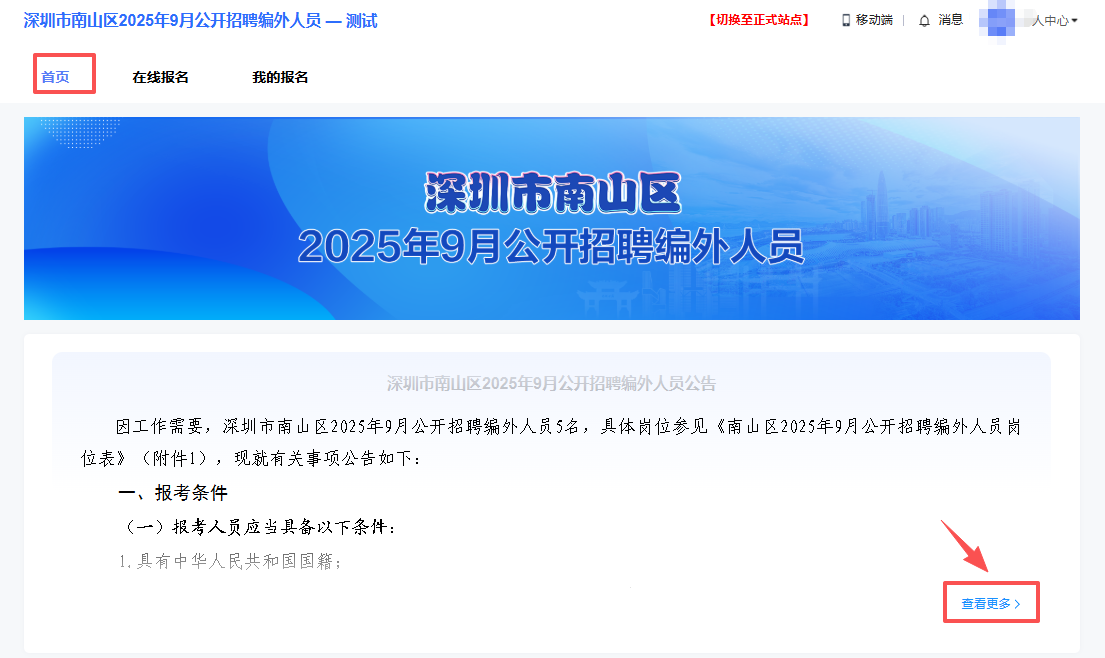 深圳市南山区2025年9月公开招聘编外人员 — 测试
【切换至正式站点】 移动端 消息 人中心
首页 在线报名 我的报名
深圳市南山区
2025年9月公开招聘编外人员
深圳市南山区2025年9月公开招聘编外人员公告
因工作需要，深圳市南山区2025年9月公开招聘编外人员5名，具体岗位参见《南山区2025年9月公开招聘编外人员岗
位表》（附件1），现就有关事项公告如下：
一、报考条件
（一）报考人员应当具备以下条件：
1.具有中华人民共和国国籍；
查看更多